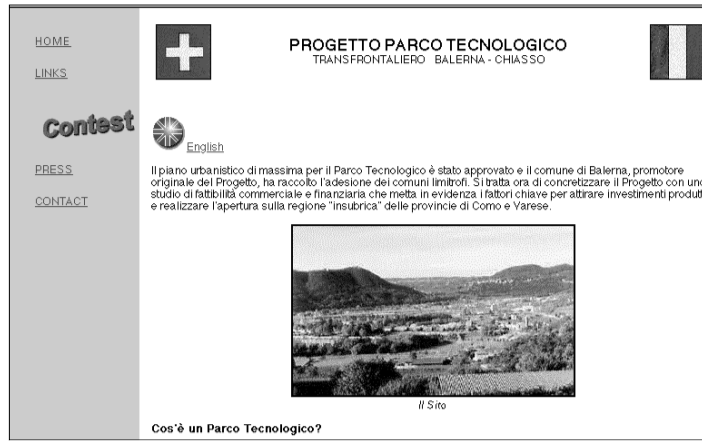 HOME
LINKS
Contest
PRESS
CONTACT
PROGETTO PARCO TECNOLOGICO
TRANSFRONTALIERO BALERNA - CHIASSO
English
Il piano urbanistico di massima per il Parco Tecnologico è stato approvato e il comune di Balerna, promotore
originale del Progetto, ha raccolto l'adesione dei comuni limitrofi. Si tratta ora di concretizzare il Progetto con uno
studio di fattibilità commerciale e finanziaria che metta in evidenza i fattori chiave per attirare investimenti
e realizzare l'apertura sulla regione "insubrica" delle provincie di Como e Varese.
Il Sito
Cos'è un Parco Tecnologico?